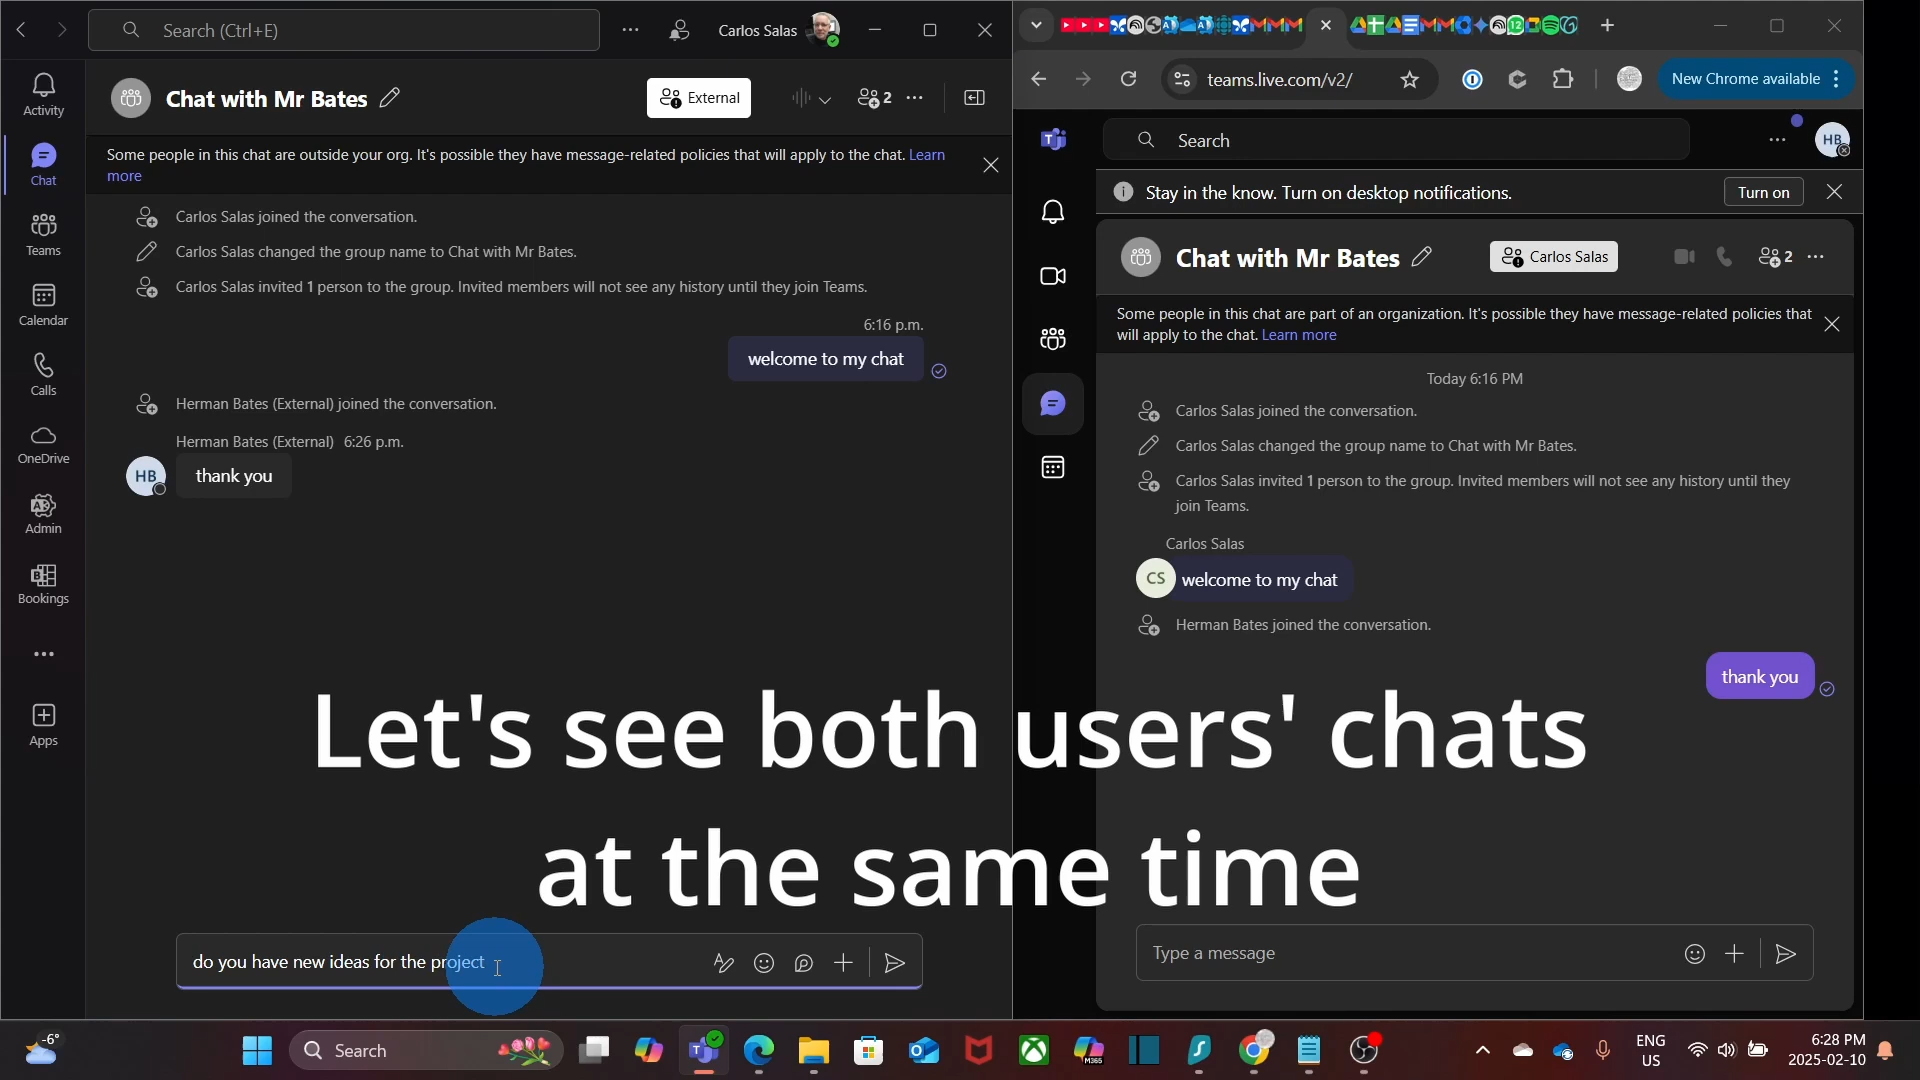 Search (Ctrl+E)
Carlos Salas
Activity
Chat
Teams
Calendar
Calls
OneDrive
Admin
Bookings
Apps
Chat with Mr Bates
External
2
Some people in this chat are outside your org. It's possible they have message-related policies that will apply to the chat. Learn
more
Carlos Salas joined the conversation.
Carlos Salas changed the group name to Chat with Mr Bates.
Carlos Salas invited 1 person to the group. Invited members will not see any history until they join Teams.
6:16 p.m.
welcome to my chat
Herman Bates (External) joined the conversation.
Herman Bates (External) 6:26 p.m.
HB
thank you
do you have new ideas for the project
teams.live.com/v2/
New Chrome available
Search
HB
Stay in the know. Turn on desktop notifications.
Turn on
Chat with Mr Bates
Carlos Salas
2
Some people in this chat are part of an organization. It's possible they have message-related policies that
will apply to the chat. Learn more
Today 6:16 PM
Carlos Salas joined the conversation.
Carlos Salas changed the group name to Chat with Mr Bates.
Carlos Salas invited 1 person to the group. Invited members will not see any history until they
join Teams.
Carlos Salas
CS
welcome to my chat
Herman Bates joined the conversation.
thank you
Type a message
Let's see both users' chats
at the same time
-6°
Search
M365
ENG
US
6:28 PM
2025-02-10